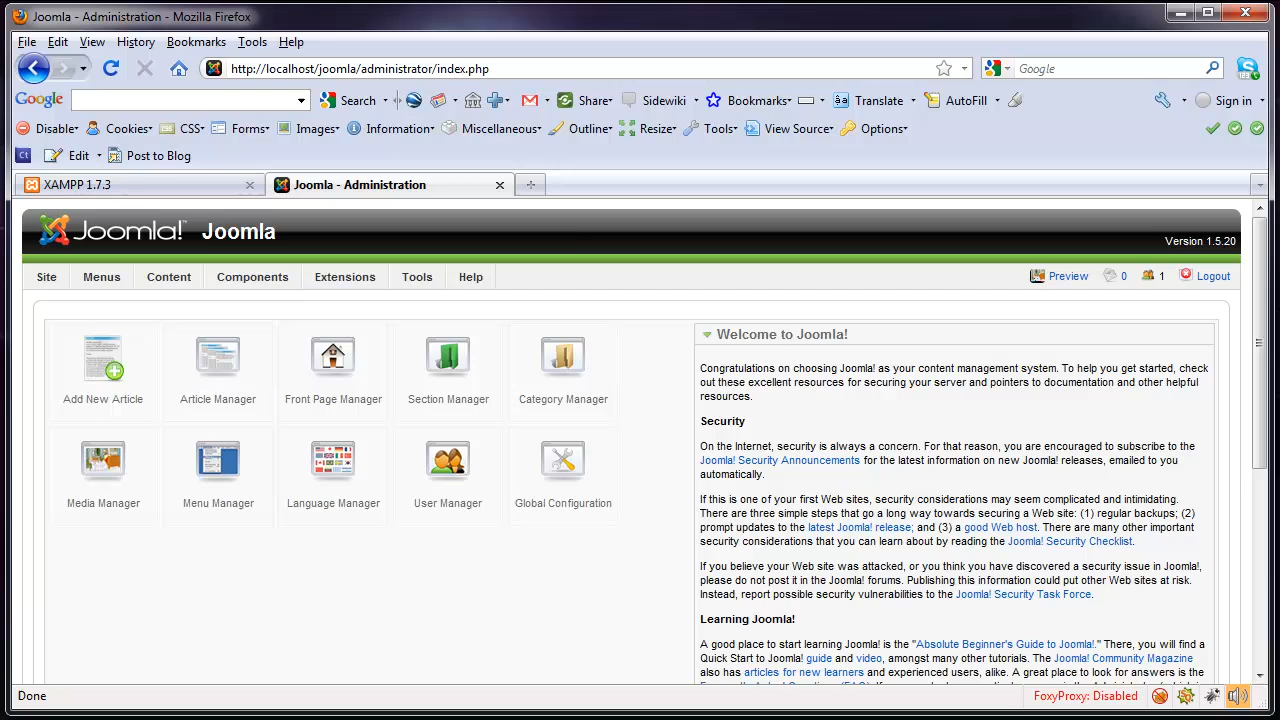 Joomla - Administration - Mozilla Firefox
File Edit View History Bookmarks Tools Help
http://localhost/joomla/administrator/index.php
Google
Google Search Share Sidewiki Bookmarks Translate AutoFill Sign in
Disable Cookies CSS Forms Images Information Miscellaneous Outline Resize Tools View Source Options
Ct Edit Post to Blog
XAMPP 1.7.3
Joomla - Administration
Joomla!™ Joomla
Version 1.5.20
Site Menus Content Components Extensions Tools Help
Preview 0 1 Logout
Add New Article
Article Manager
Front Page Manager
Section Manager
Category Manager
Media Manager
Menu Manager
Language Manager
User Manager
Global Configuration
Welcome to Joomla!
Congratulations on choosing Joomla! as your content management system. To help you get started, check
out these excellent resources for securing your server and pointers to documentation and other helpful
resources.
Security
On the Internet, security is always a concern. For that reason, you are encouraged to subscribe to the
Joomla! Security Announcements for the latest information on new Joomla! releases, emailed to you
automatically.
If this is one of your first Web sites, security considerations may seem complicated and intimidating.
There are three simple steps that go a long way towards securing a Web site: (1) regular backups; (2)
prompt updates to the latest Joomla! release; and (3) a good Web host. There are many other important
security considerations that you can learn about by reading the Joomla! Security Checklist.
If you believe your Web site was attacked, or you think you have discovered a security issue in Joomla!,
please do not post it in the Joomla! forums. Publishing this information could put other Web sites at risk.
Instead, report possible security vulnerabilities to the Joomla! Security Task Force.
Learning Joomla!
A good place to start learning Joomla! is the "Absolute Beginner's Guide to Joomla!." There, you will find a
Quick Start to Joomla! guide and video, amongst many other tutorials. The Joomla! Community Magazine
also has articles for new learners and experienced users, alike. A great place to look for answers is the
Done
FoxyProxy: Disabled